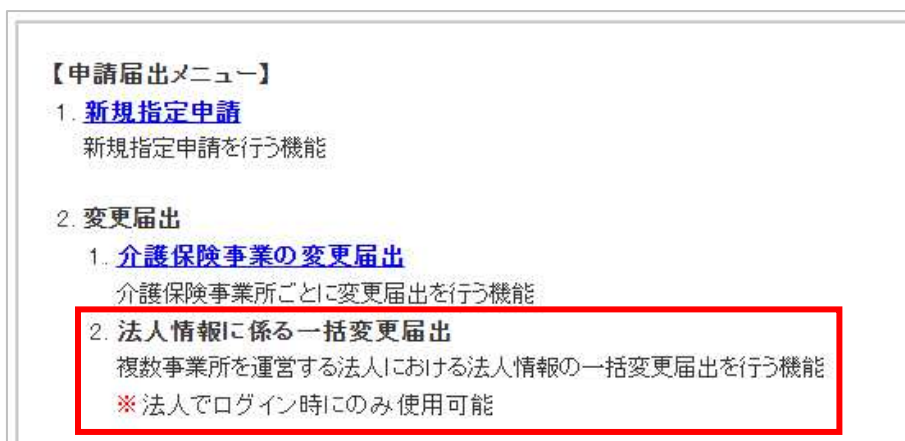 【申請届出メニュー】
1. 新規指定申請
新規指定申請を行う機能
2. 変更届出
1. 介護保険事業の変更届出
介護保険事業所ごとに変更届出を行う機能
2. 法人情報に係る一括変更届出
複数事業所を運営する法人における法人情報の一括変更届出を行う機能
※法人でログイン時にのみ使用可能